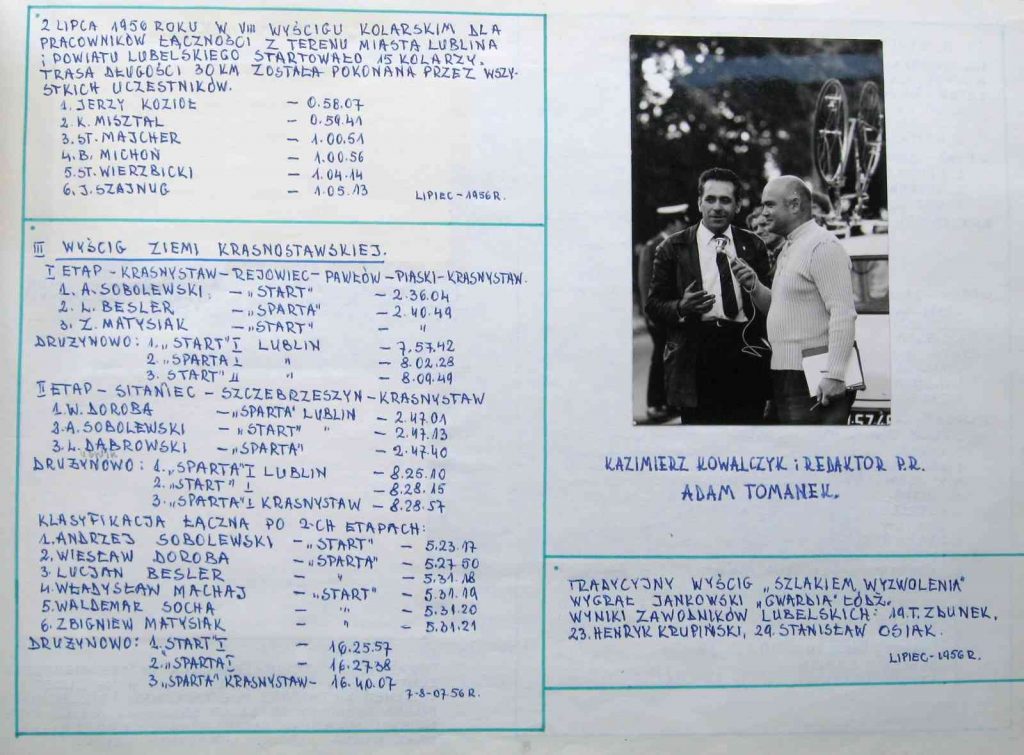 2 LIPCA 1956 ROKU W VIII WYŚCIGU KOLARSKIM DLA
PRACOWNIKÓW ŁĄCZNOŚCI Z TERENU MIASTA LUBLINA
i POWIATU LUBELSKIEGO STARTOWAŁO 15 KOLARZY.
TRASA DŁUGOŚCI 30 KM ZOSTAŁA POKONANA PRZEZ WSZY-
STKICH UCZESTNIKÓW.
1. JERZY KOZIOŁ – 0.58.07
2. K. MISZTAL – 0.59.41
3. ST. MAJCHER – 1.00.51
4. B. MICHOŃ – 1.00.56
5. ST. WIERZBICKI – 1.04.14
6. J. SZAJNUG – 1.05.13
LIPIEC – 1956 R.
III WYŚCIG ZIEMI KRASNOSTAWSKIEJ.
I ETAP – KRASNYSTAW – REJOWIEC – PAWŁÓW – PIASKI – KRASNYSTAW.
1. A. SOBOLEWSKI – „START" – 2.36.04
2. L. BESLER – „SPARTA" – 2.40.49
3. Z. MATYSIAK – „START" – "
DRUŻYNOWO: 1. „START" I LUBLIN – 7.57.42
2. „SPARTA I " – 8.02.28
3. START" II " – 8.09.49
II ETAP – SITANIEC – SZCZEBRZESZYN – KRASNYSTAW
1. W. DOROBA – „SPARTA" LUBLIN – 2.47.01
2. A. SOBOLEWSKI – „START" " – 2.47.13
3. L. DĄBROWSKI – „SPARTA" – 2.47.40
DRUŻYNOWO: 1. „SPARTA" I LUBLIN – 8.25.10
2. „START" I – 8.28.15
3. „SPARTA" I KRASNYSTAW – 8.28.57
KLASYFIKACJA ŁĄCZNA PO 2-CH ETAPACH:
1. ANDRZEJ SOBOLEWSKI – „START" – 5.23.17
2. WIESŁAW DOROBA – „SPARTA" – 5.27.50
3. LUCJAN BESLER – " – 5.31.18
4. WŁADYSŁAW MACHAJ – „START" – 5.31.19
5. WALDEMAR SOCHA – " – 5.31.20
6. ZBIGNIEW MATYSIAK – " – 5.31.21
DRUŻYNOWO: 1. START" I – 16.25.57
2. „SPARTA I – 16.27.38
3 „SPARTA" KRASNYSTAW – 16.40.07
7-8-07.56 R.
KAZIMIERZ KOWALCZYK i REDAKTOR P.R.
ADAM TOMANEK.
TRADYCYJNY WYŚCIG „SZLAKIEM WYZWOLENIA"
WYGRAŁ JANKOWSKI „GWARDIA" ŁÓDŹ.
WYNIKI ZAWODNIKÓW LUBELSKICH: 19. T. ZDUNEK,
23. HENRYK KRUPIŃSKI, 29. STANISŁAW OSIAK.
LIPIEC – 1956 R.